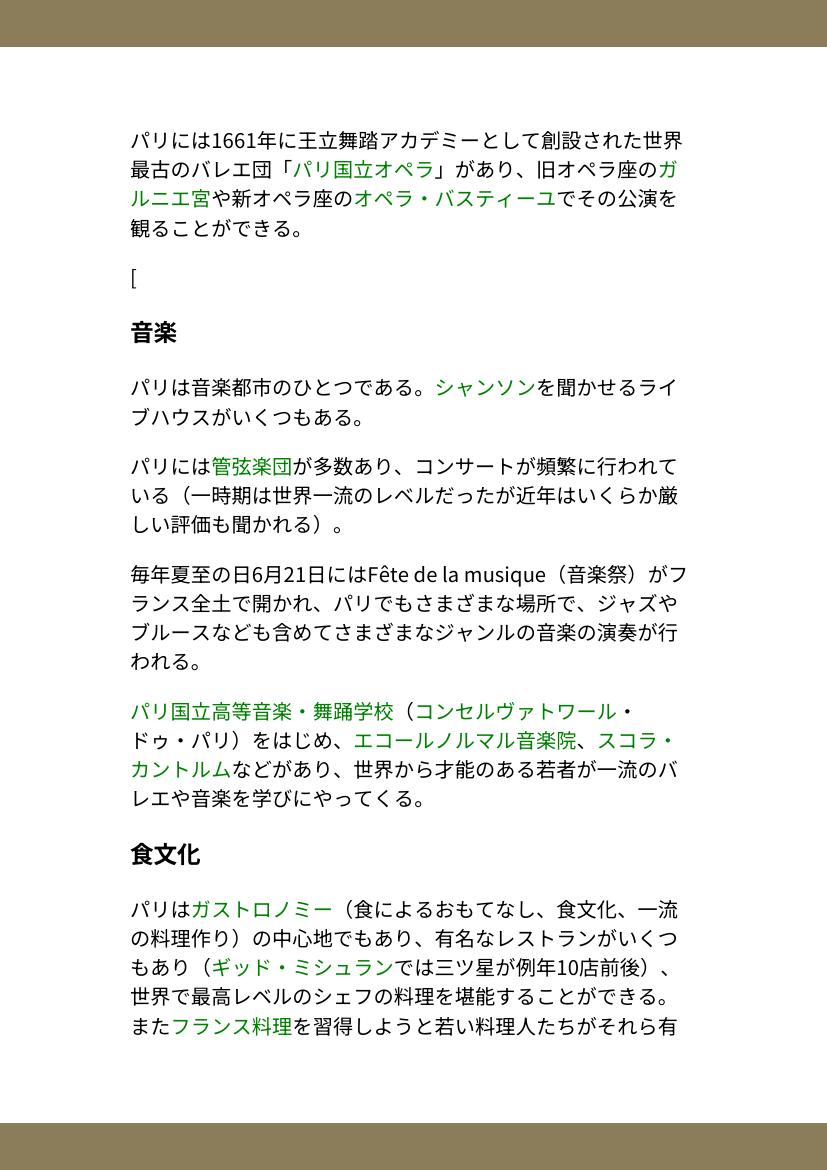 パリには1661年に王立舞踏アカデミーとして創設された世界
最古のバレエ団「パリ国立オペラ」があり、旧オペラ座のガ
ルニエ宮や新オペラ座のオペラ・バスティーユでその公演を
観ることができる。
[
音楽
パリは音楽都市のひとつである。シャンソンを聞かせるライ
ブハウスがいくつもある。
パリには管弦楽団が多数あり、コンサートが頻繁に行われて
いる（一時期は世界一流のレベルだったが近年はいくらか厳
しい評価も聞かれる）。
毎年夏至の日6月21日にはFête de la musique（音楽祭）がフ
ランス全土で開かれ、パリでもさまざまな場所で、ジャズや
ブルースなども含めてさまざまなジャンルの音楽の演奏が行
われる。
パリ国立高等音楽・舞踊学校（コンセルヴァトワール・
ドゥ・パリ）をはじめ、エコールノルマル音楽院、スコラ・
カントルムなどがあり、世界から才能のある若者が一流のバ
レエや音楽を学びにやってくる。
食文化
パリはガストロノミー（食によるおもてなし、食文化、一流
の料理作り）の中心地でもあり、有名なレストランがいくつ
もあり（ギッド・ミシュランでは三ツ星が例年10店前後）、
世界で最高レベルのシェフの料理を堪能することができる。
またフランス料理を習得しようと若い料理人たちがそれら有